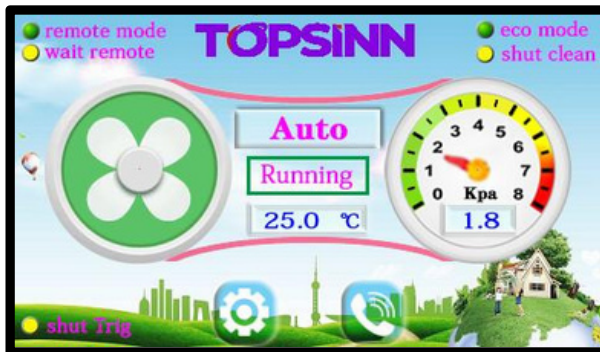 remote mode
wait remote
TOPSiNN
eco mode
shut clean
Auto
Running
25.0 ℃
0 1 2 3 4 5 6 7 8
Kpa
1.8
shut Trig